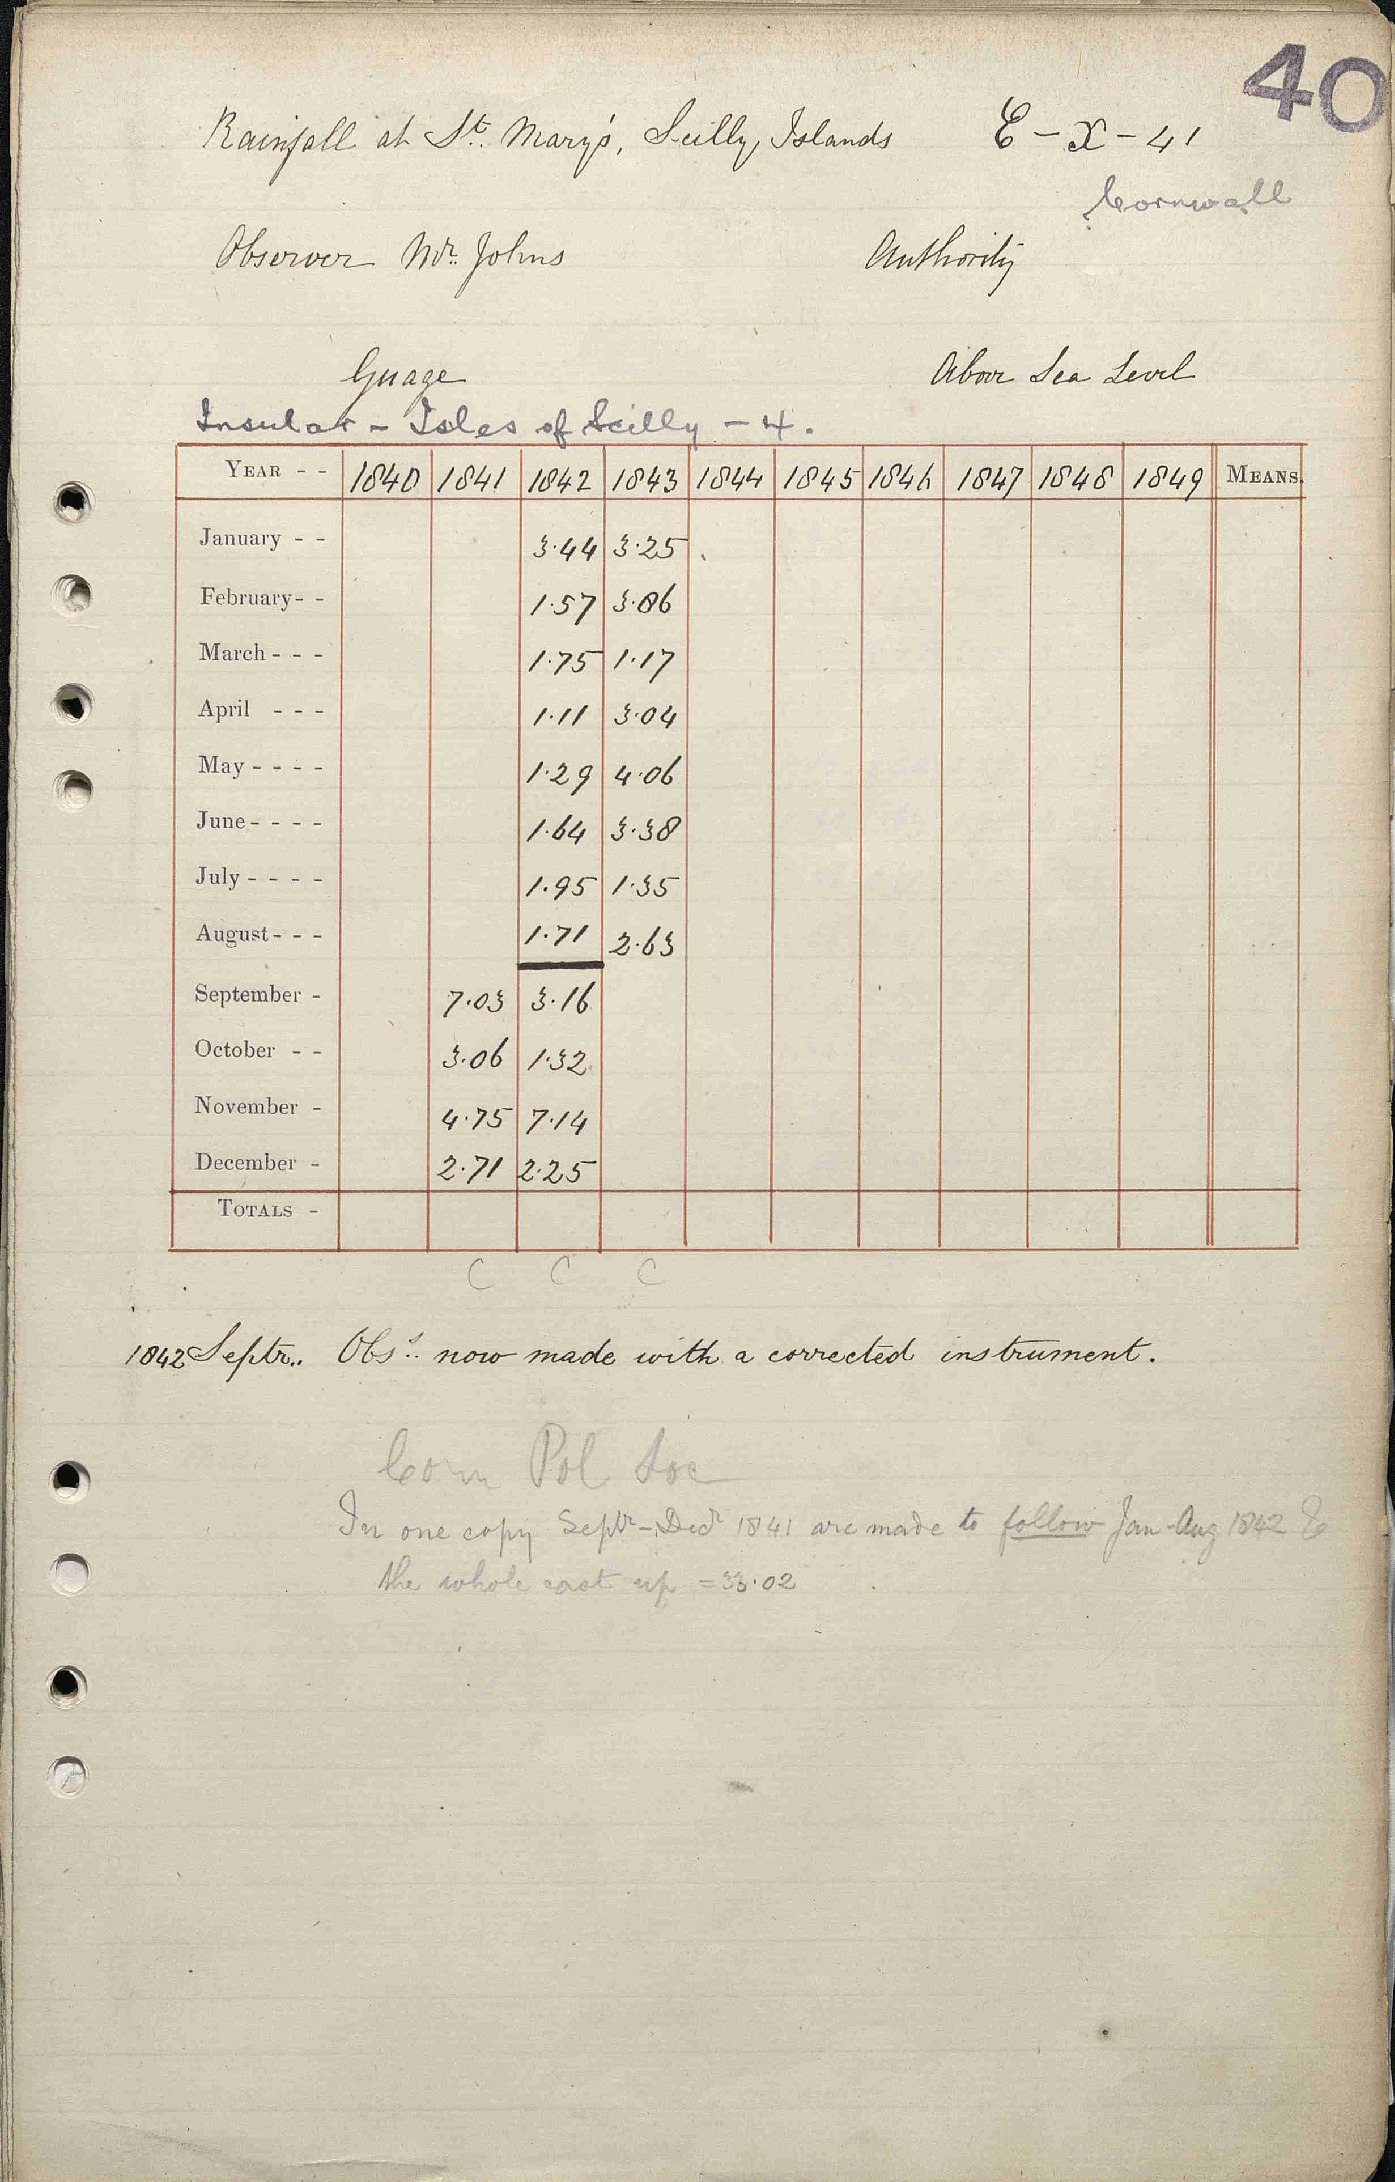 40
Rainfall at St. Mary's, Scilly Islands E - X - 41
Cornwall
Observer Mr. Johns Authority
Guage Above Sea Level
Insular - Isles of Scilly - 4.
YEAR - - 1840 1841 1842 1843 1844 1845 1846 1847 1848 1849 MEANS.
January - - 3.44 3.25
February - - 1.57 3.86
March - - - 1.75 1.17
April - - - 1.11 3.04
May - - - - 1.29 4.06
June - - - - 1.64 3.38
July - - - - 1.95 1.35
August - - - 1.71 2.63
September - 7.03 3.16
October - - 3.06 1.32
November - 4.75 7.14
December - 2.71 2.25
TOTALS -
C C C
1842 Septr.. Obs.s now made with a corrected instrument.
Corn Pol Soc
In one copy Septr - Decr 1841 are made to follow Jan - Aug 1842 &
the whole cast up = 33.02